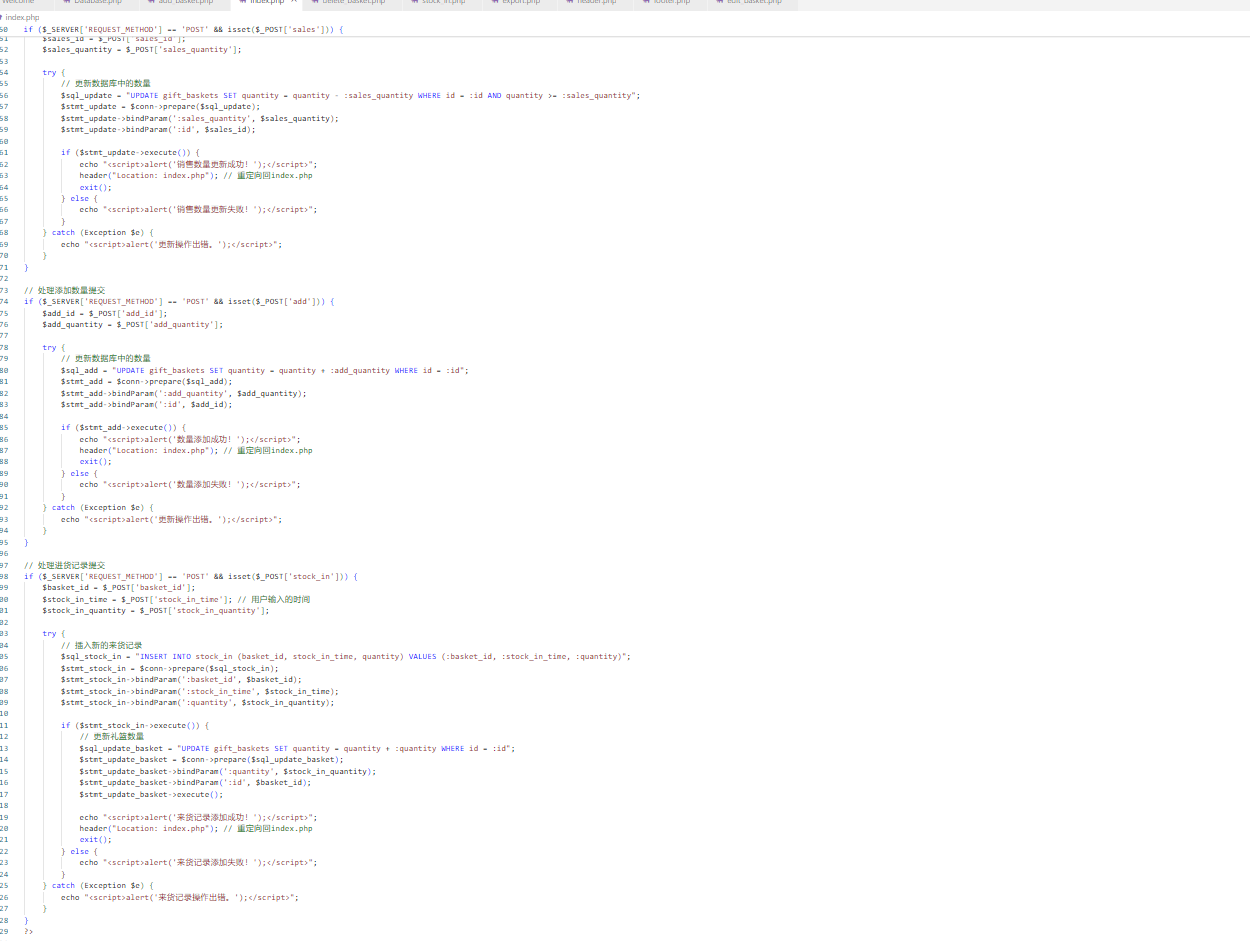 Welcome Database.php add_basket.php index.php × delete_basket.php stock_in.php export.php header.php footer.php edit_basket.php
index.php
60 if ($_SERVER['REQUEST_METHOD'] == 'POST' && isset($_POST['sales'])) {
61 $sales_id = $_POST['sales_id'];
62 $sales_quantity = $_POST['sales_quantity'];
63
64 try {
65 // 更新数据库中的数量
66 $sql_update = "UPDATE gift_baskets SET quantity = quantity - :sales_quantity WHERE id = :id AND quantity >= :sales_quantity";
67 $stmt_update = $conn->prepare($sql_update);
68 $stmt_update->bindParam(':sales_quantity', $sales_quantity);
69 $stmt_update->bindParam(':id', $sales_id);
60
61 if ($stmt_update->execute()) {
62 echo "<script>alert('销售数量更新成功！');</script>";
63 header("Location: index.php"); // 重定向回index.php
64 exit();
65 } else {
66 echo "<script>alert('销售数量更新失败！');</script>";
67 }
68 } catch (Exception $e) {
69 echo "<script>alert('更新操作出错。');</script>";
70 }
71 }
72
73 // 处理添加数量提交
74 if ($_SERVER['REQUEST_METHOD'] == 'POST' && isset($_POST['add'])) {
75 $add_id = $_POST['add_id'];
76 $add_quantity = $_POST['add_quantity'];
77
78 try {
79 // 更新数据库中的数量
80 $sql_add = "UPDATE gift_baskets SET quantity = quantity + :add_quantity WHERE id = :id";
81 $stmt_add = $conn->prepare($sql_add);
82 $stmt_add->bindParam(':add_quantity', $add_quantity);
83 $stmt_add->bindParam(':id', $add_id);
84
85 if ($stmt_add->execute()) {
86 echo "<script>alert('数量添加成功！');</script>";
87 header("Location: index.php"); // 重定向回index.php
88 exit();
89 } else {
90 echo "<script>alert('数量添加失败！');</script>";
91 }
92 } catch (Exception $e) {
93 echo "<script>alert('更新操作出错。');</script>";
94 }
95 }
96
97 // 处理进货记录提交
98 if ($_SERVER['REQUEST_METHOD'] == 'POST' && isset($_POST['stock_in'])) {
99 $basket_id = $_POST['basket_id'];
00 $stock_in_time = $_POST['stock_in_time']; // 用户输入的时间
01 $stock_in_quantity = $_POST['stock_in_quantity'];
02
03 try {
04 // 插入新的来货记录
05 $sql_stock_in = "INSERT INTO stock_in (basket_id, stock_in_time, quantity) VALUES (:basket_id, :stock_in_time, :quantity)";
06 $stmt_stock_in = $conn->prepare($sql_stock_in);
07 $stmt_stock_in->bindParam(':basket_id', $basket_id);
08 $stmt_stock_in->bindParam(':stock_in_time', $stock_in_time);
09 $stmt_stock_in->bindParam(':quantity', $stock_in_quantity);
10
11 if ($stmt_stock_in->execute()) {
12 // 更新礼篮数量
13 $sql_update_basket = "UPDATE gift_baskets SET quantity = quantity + :quantity WHERE id = :id";
14 $stmt_update_basket = $conn->prepare($sql_update_basket);
15 $stmt_update_basket->bindParam(':quantity', $stock_in_quantity);
16 $stmt_update_basket->bindParam(':id', $basket_id);
17 $stmt_update_basket->execute();
18
19 echo "<script>alert('来货记录添加成功！');</script>";
20 header("Location: index.php"); // 重定向回index.php
21 exit();
22 } else {
23 echo "<script>alert('来货记录添加失败！');</script>";
24 }
25 } catch (Exception $e) {
26 echo "<script>alert('来货记录操作出错。');</script>";
27 }
28 }
29 ?>